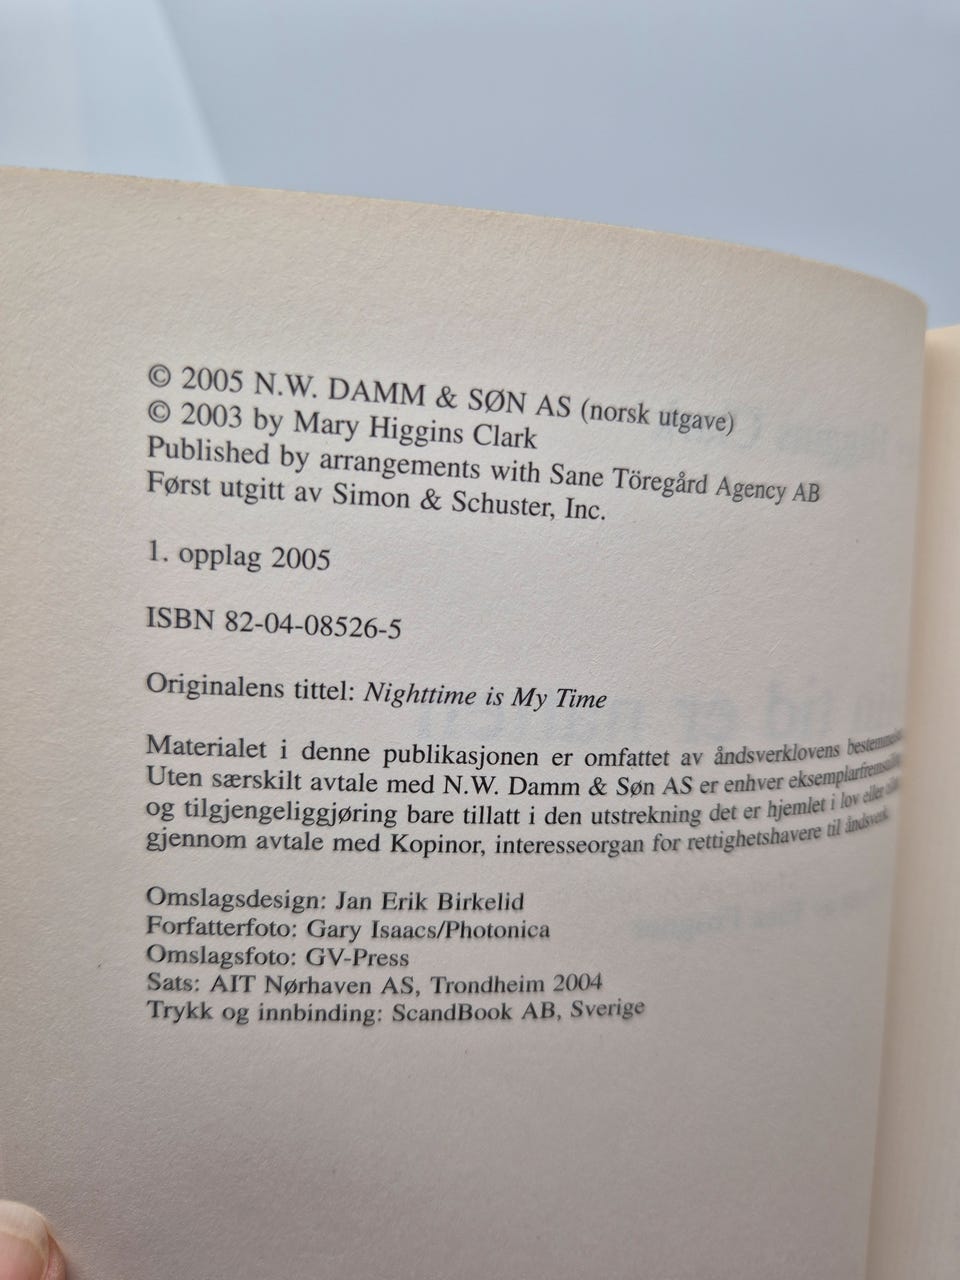 © 2005 N.W. DAMM & SØN AS (norsk utgave)
© 2003 by Mary Higgins Clark
Published by arrangements with Sane Töregård Agency AB
Først utgitt av Simon & Schuster, Inc.
1. opplag 2005
ISBN 82-04-08526-5
Originalens tittel: Nighttime is My Time
Materialet i denne publikasjonen er omfattet av åndsverklovens
Uten særskilt avtale med N.W. Damm & Søn AS er enhver
og tilgjengeliggjøring bare tillatt i den utstrekning det er hjemlet i lov eller
gjennom avtale med Kopinor, interesseorgan for rettighetshavere til åndsverk.
Omslagsdesign: Jan Erik Birkelid
Forfatterfoto: Gary Isaacs/Photonica
Omslagsfoto: GV-Press
Sats: AIT Nørhaven AS, Trondheim 2004
Trykk og innbinding: ScandBook AB, Sverige